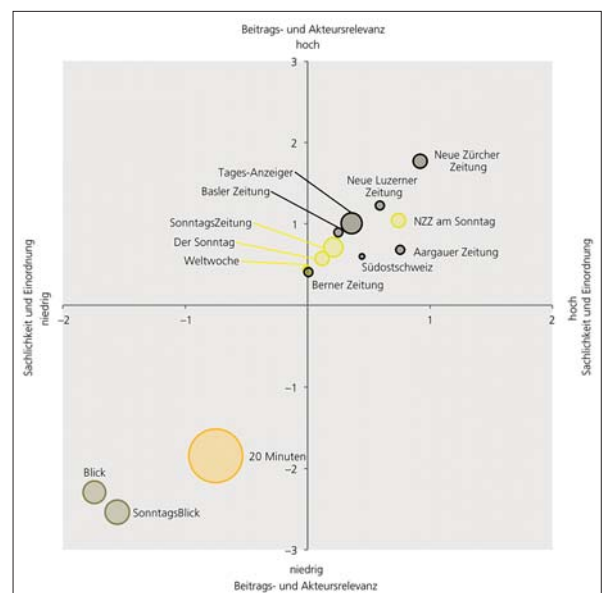 Beitrags- und Akteursrelevanz
hoch
3
2
Neue Zürcher
Zeitung
Tages-Anzeiger
Neue Luzerner
Zeitung
Basler Zeitung
1
NZZ am Sonntag
SonntagsZeitung
Der Sonntag
Aargauer Zeitung
Weltwoche
Südostschweiz
Berner Zeitung
Sachlichkeit und Einordnung
niedrig
−2
−1
1
2
hoch
Sachlichkeit und Einordnung
−1
20 Minuten
−2
Blick
SonntagsBlick
−3
niedrig
Beitrags- und Akteursrelevanz